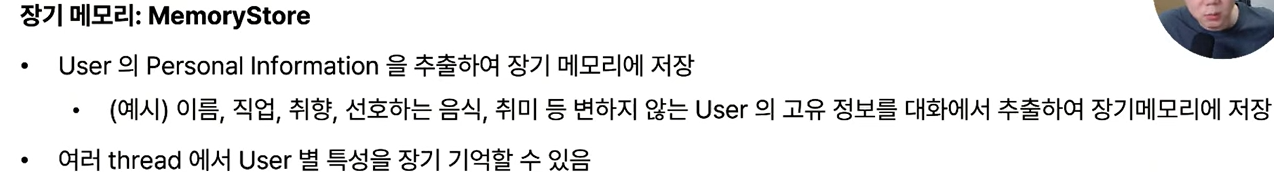 장기 메모리: MemoryStore
• User 의 Personal Information 을 추출하여 장기 메모리에 저장
• (예시) 이름, 직업, 취향, 선호하는 음식, 취미 등 변하지 않는 User 의 고유 정보를 대화에서 추출하여 장기메모리에 저장
• 여러 thread 에서 User 별 특성을 장기 기억할 수 있음